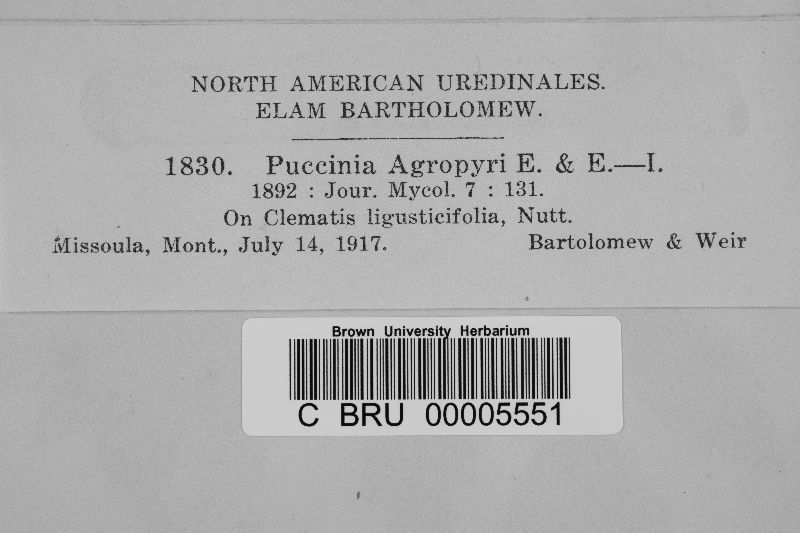 NORTH AMERICAN UREDINALES.
ELAM BARTHOLOMEW.
1830. Puccinia Agropyri E. & E.—I.
1892 : Jour. Mycol. 7 : 131.
On Clematis ligusticifolia, Nutt.
Missoula, Mont., July 14, 1917. Bartolomew & Weir
Brown University Herbarium
C BRU 00005551